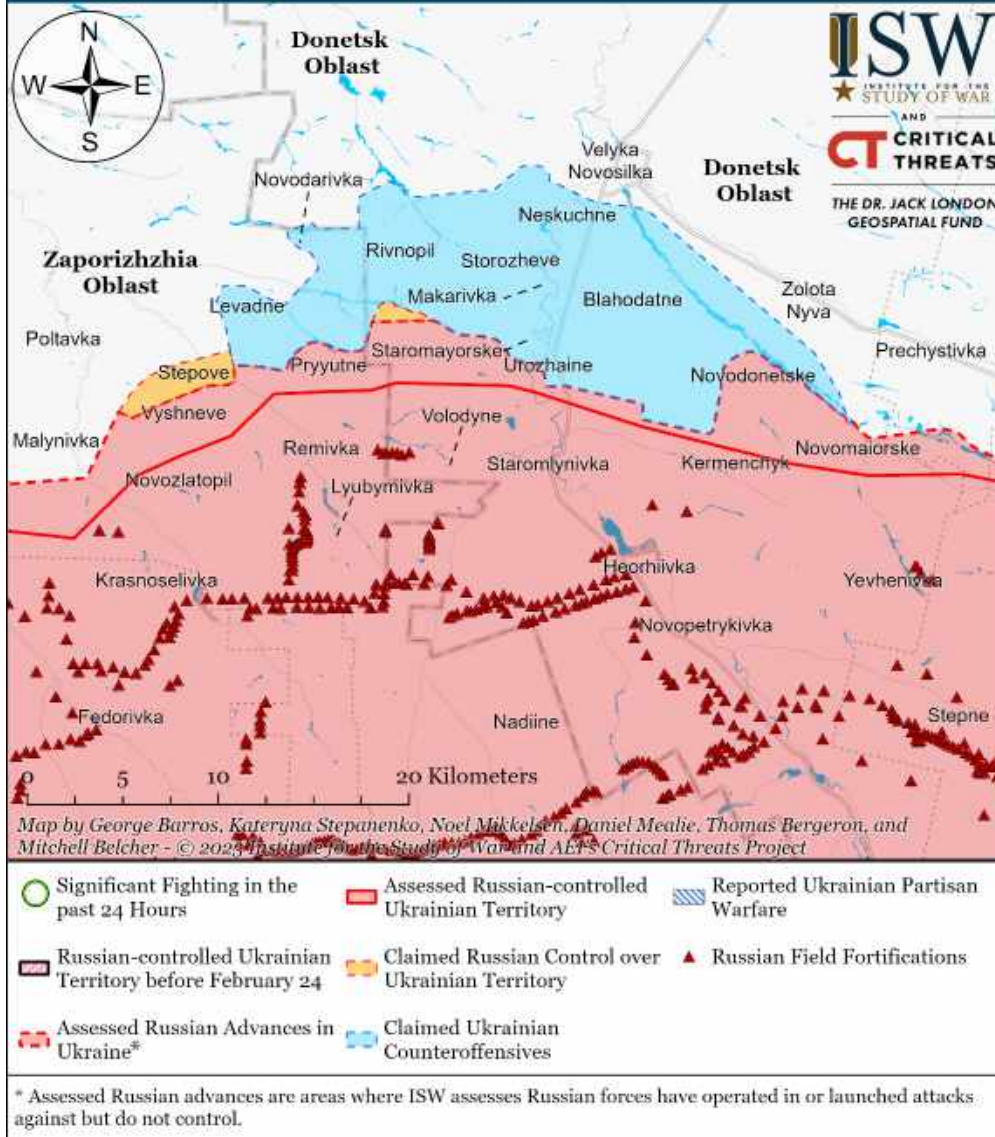 N
W E
S
Donetsk
Oblast
ISW
INSTITUTE FOR THE
STUDY OF WAR
AND
CT CRITICAL
THREATS
THE DR. JACK LONDON
GEOSPATIAL FUND
Velyka
Novosilka
Donetsk
Oblast
Novodarivka
Neskuchne
Rivnopil
Storozheve
Zaporizhzhia
Oblast
Levadne
Makarivka
Blahodatne
Zolota
Nyva
Poltavka
Staromayorske
Prechystivka
Stepove
Pryyutne
Urozhaine
Novodonetske
Vyshneve
Volodyne
Malynivka
Remivka
Staromlynivka
Kermenchyk
Novomaiorske
Novozlatopil
Lyubymivka
Krasnoselivka
Heorhiivka
Yevhenivka
Novopetrykivka
Fedorivka
Nadiine
Stepne
0 5 10 20 Kilometers
Map by George Barros, Kateryna Stepanenko, Noel Mikkelsen, Daniel Mealie, Thomas Bergeron, and
Mitchell Belcher - © 2023 Institute for the Study of War and AEI's Critical Threats Project
Significant Fighting in the
past 24 Hours
Assessed Russian-controlled
Ukrainian Territory
Reported Ukrainian Partisan
Warfare
Russian-controlled Ukrainian
Territory before February 24
Claimed Russian Control over
Ukrainian Territory
Russian Field Fortifications
Assessed Russian Advances in
Ukraine*
Claimed Ukrainian
Counteroffensives
* Assessed Russian advances are areas where ISW assesses Russian forces have operated in or launched attacks
against but do not control.